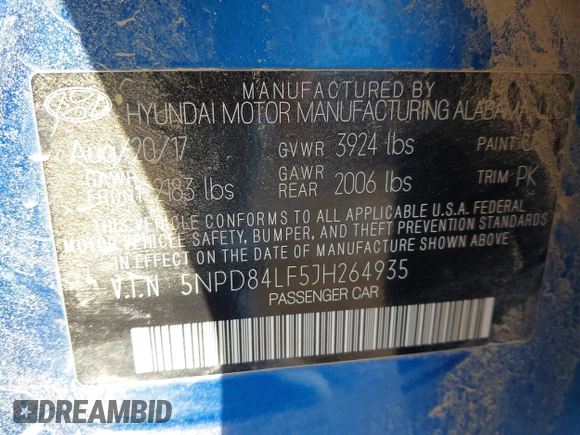 MANUFACTURED BY
HYUNDAI MOTOR MANUFACTURING ALABAMA,
Aug/20/17 GVWR 3924 lbs PAINT
GAWR FRONT 2183 lbs GAWR REAR 2006 lbs TRIM PK
THIS VEHICLE CONFORMS TO ALL APPLICABLE U.S.A. FEDERAL
MOTOR VEHICLE SAFETY, BUMPER, AND THEFT PREVENTION STANDARDS
IN EFFECT ON THE DATE OF MANUFACTURE SHOWN ABOVE.
V.I.N 5NPD84LF5JH264935
PASSENGER CAR
DREAMBID